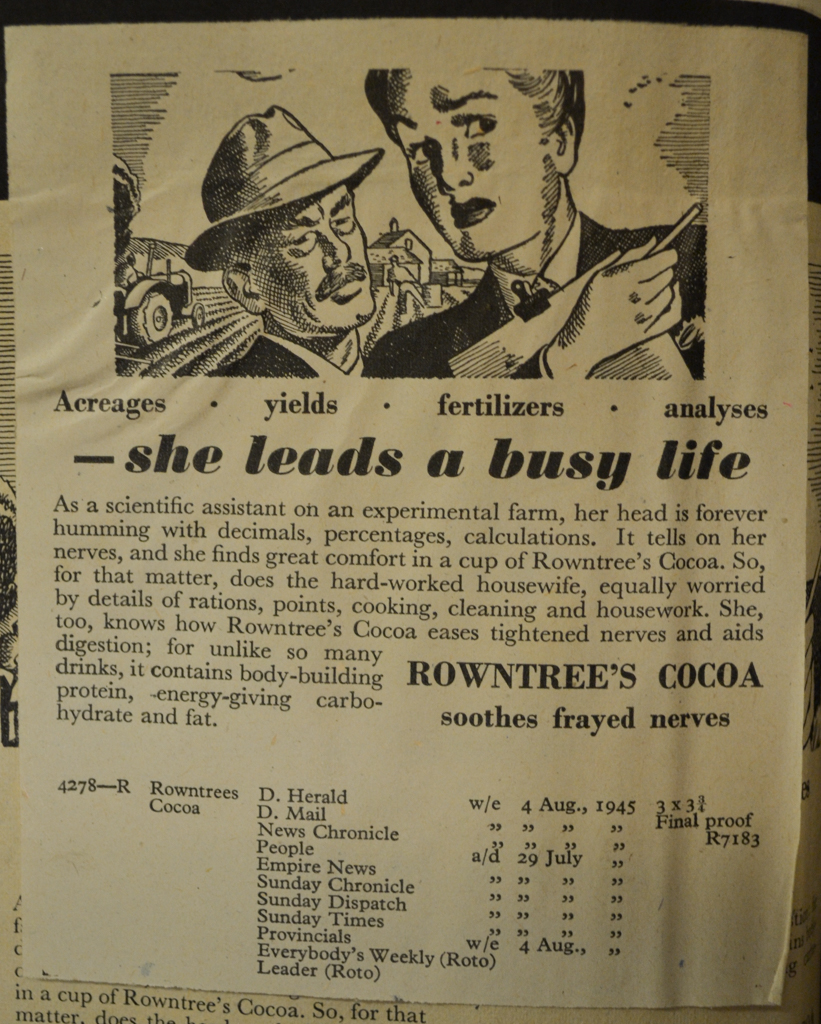 Acreages · yields · fertilizers · analyses
—she leads a busy life
As a scientific assistant on an experimental farm, her head is forever
humming with decimals, percentages, calculations. It tells on her
nerves, and she finds great comfort in a cup of Rowntree's Cocoa. So,
for that matter, does the hard-worked housewife, equally worried
by details of rations, points, cooking, cleaning and housework. She,
too, knows how Rowntree's Cocoa eases tightened nerves and aids
digestion; for unlike so many
drinks, it contains body-building
protein, energy-giving carbo-
hydrate and fat.
ROWNTREE'S COCOA
soothes frayed nerves
4278—R Rowntrees D. Herald w/e 4 Aug., 1945 3 x 3¾
Cocoa D. Mail ,, ,, ,, ,, Final proof
News Chronicle ,, ,, ,, ,, R7183
People a/d 29 July ,,
Empire News ,, ,, ,, ,,
Sunday Chronicle ,, ,, ,, ,,
Sunday Dispatch ,, ,, ,, ,,
Sunday Times ,, ,, ,, ,,
Provincials
Everybody's Weekly (Roto) w/e 4 Aug., ,,
Leader (Roto)
in a cup of Rowntree's Cocoa. So, for that
matter, does the